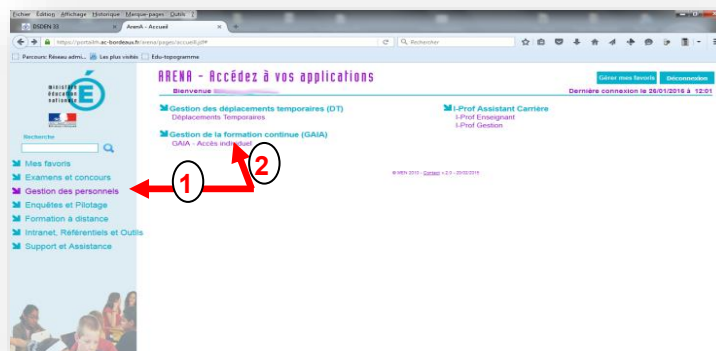 Fichier Édition Affichage Historique Marque-pages Outils ?
DSDEN 33 × ArenA - Accueil × +
https://portailrh.ac-bordeaux.fr/arena/pages/accueil.jsf# Rechercher
Parcours: Réseau admi... Les plus visités Edu-topogramme
ARENA - Accédez à vos applications
Gérer mes favoris Déconnexion
Bienvenue
Dernière connexion le 26/01/2016 à 12:01
ministère
éducation
nationale
é
Recherche
Mes favoris
Examens et concours
Gestion des personnels
Enquêtes et Pilotage
Formation à distance
Intranet, Référentiels et Outils
Support et Assistance
Gestion des déplacements temporaires (DT)
Déplacements Temporaires
Gestion de la formation continue (GAIA)
GAIA - Accès individuel
I-Prof Assistant Carrière
I-Prof Enseignant
I-Prof Gestion
1
2